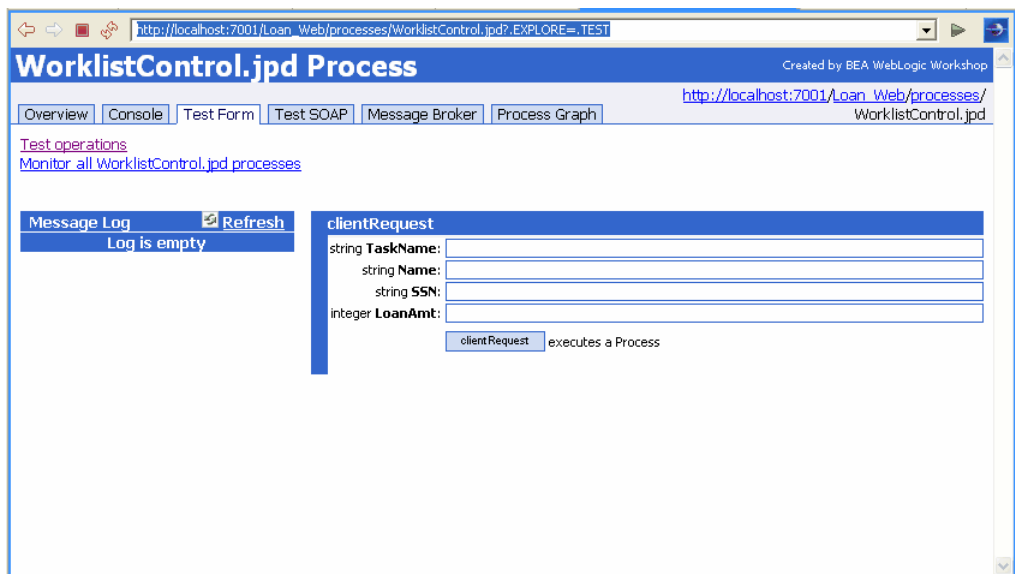 http://localhost:7001/Loan_Web/processes/WorklistControl.jpd?.EXPLORE=.TEST
WorklistControl.jpd Process
Created by BEA WebLogic Workshop
http://localhost:7001/Loan_Web/processes/
WorklistControl.jpd
Overview Console Test Form Test SOAP Message Broker Process Graph
Test operations
Monitor all WorklistControl.jpd processes
Message Log Refresh
Log is empty
clientRequest
string TaskName:
string Name:
string SSN:
integer LoanAmt:
clientRequest executes a Process